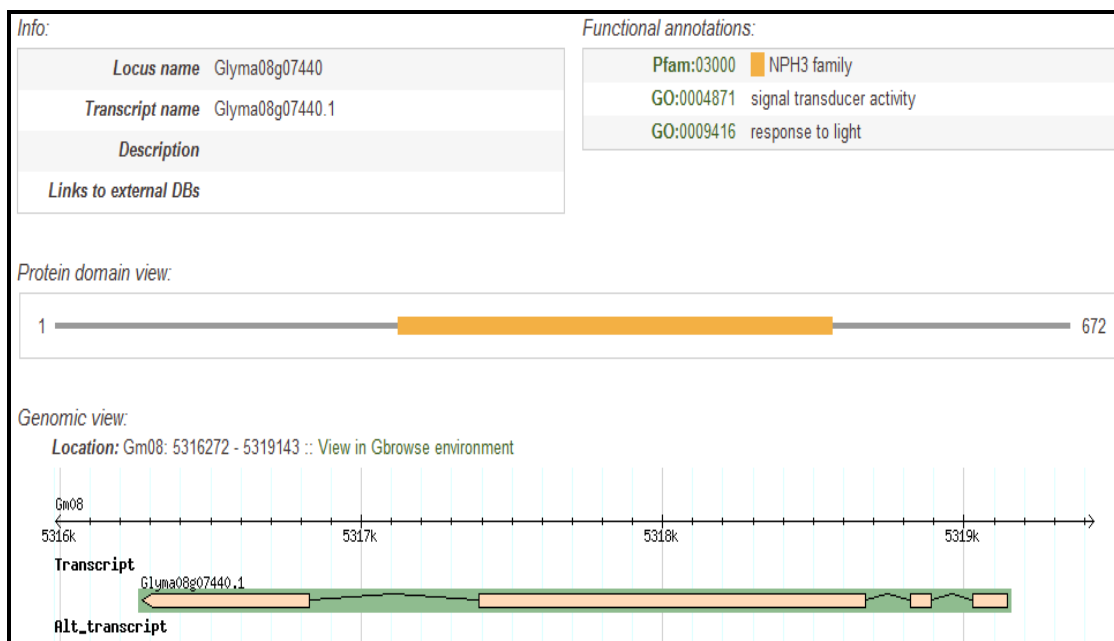 Info:
Locus name Glyma08g07440
Transcript name Glyma08g07440.1
Description
Links to external DBs
Functional annotations:
Pfam:03000 NPH3 family
GO:0004871 signal transducer activity
GO:0009416 response to light
Protein domain view:
1 672
Genomic view:
Location: Gm08: 5316272 - 5319143 :: View in Gbrowse environment
Gm08
5316k 5317k 5318k 5319k
Transcript
Glyma08g07440.1
Alt_transcript